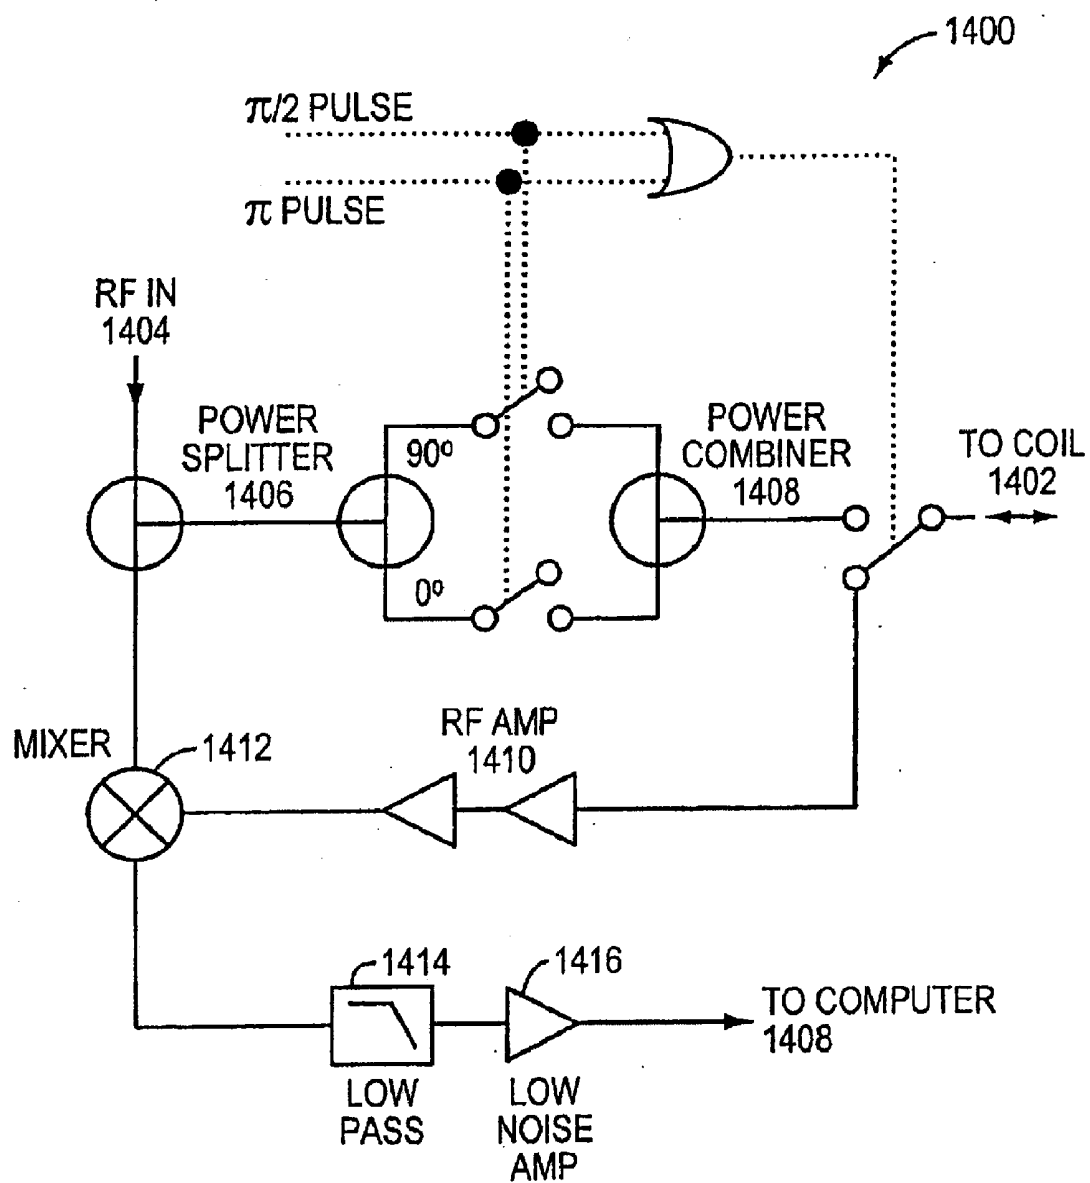 1400
π/2 PULSE
π PULSE
RF IN
1404
POWER
SPLITTER
1406
90º
0º
POWER
COMBINER
1408
TO COIL
1402
MIXER
1412
RF AMP
1410
1414
LOW
PASS
1416
LOW
NOISE
AMP
TO COMPUTER
1408